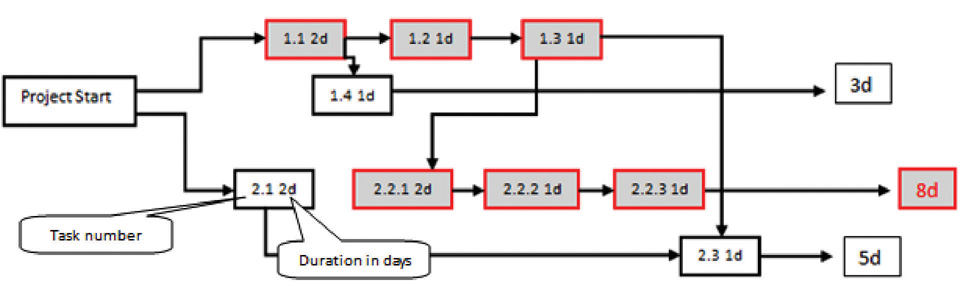 1.1 2d
1.2 1d
1.3 1d
Project Start
1.4 1d
3d
2.1 2d
2.2.1 2d
2.2.2 1d
2.2.3 1d
8d
Task number
Duration in days
2.3 1d
5d